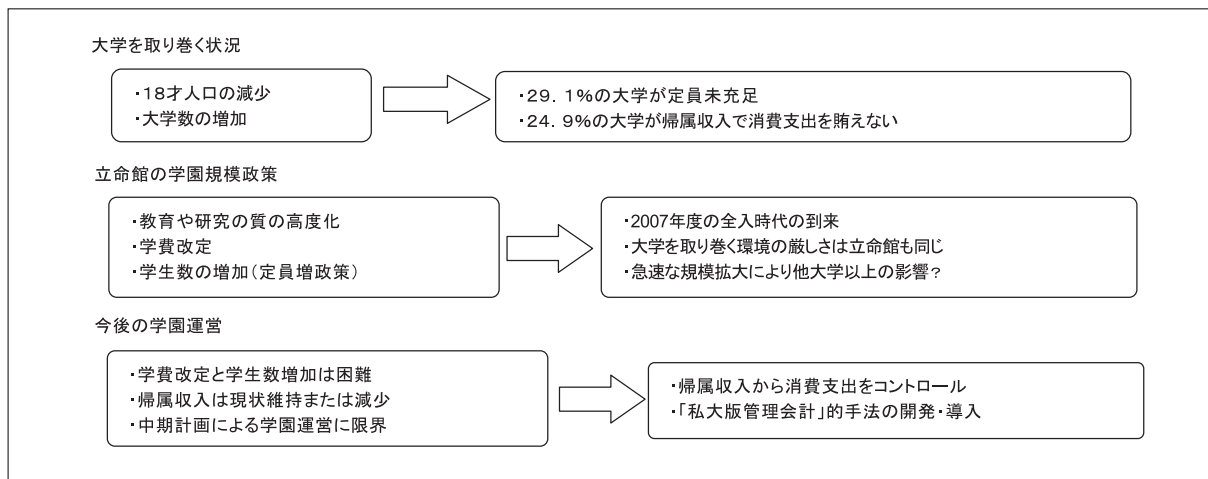 大学を取り巻く状況
・18才人口の減少
・大学数の増加
・29．1％の大学が定員未充足
・24．9％の大学が帰属収入で消費支出を賄えない
立命館の学園規模政策
・教育や研究の質の高度化
・学費改定
・学生数の増加（定員増政策）
・2007年度の全入時代の到来
・大学を取り巻く環境の厳しさは立命館も同じ
・急速な規模拡大により他大学以上の影響？
今後の学園運営
・学費改定と学生数増加は困難
・帰属収入は現状維持または減少
・中期計画による学園運営に限界
・帰属収入から消費支出をコントロール
・「私大版管理会計」的手法の開発・導入